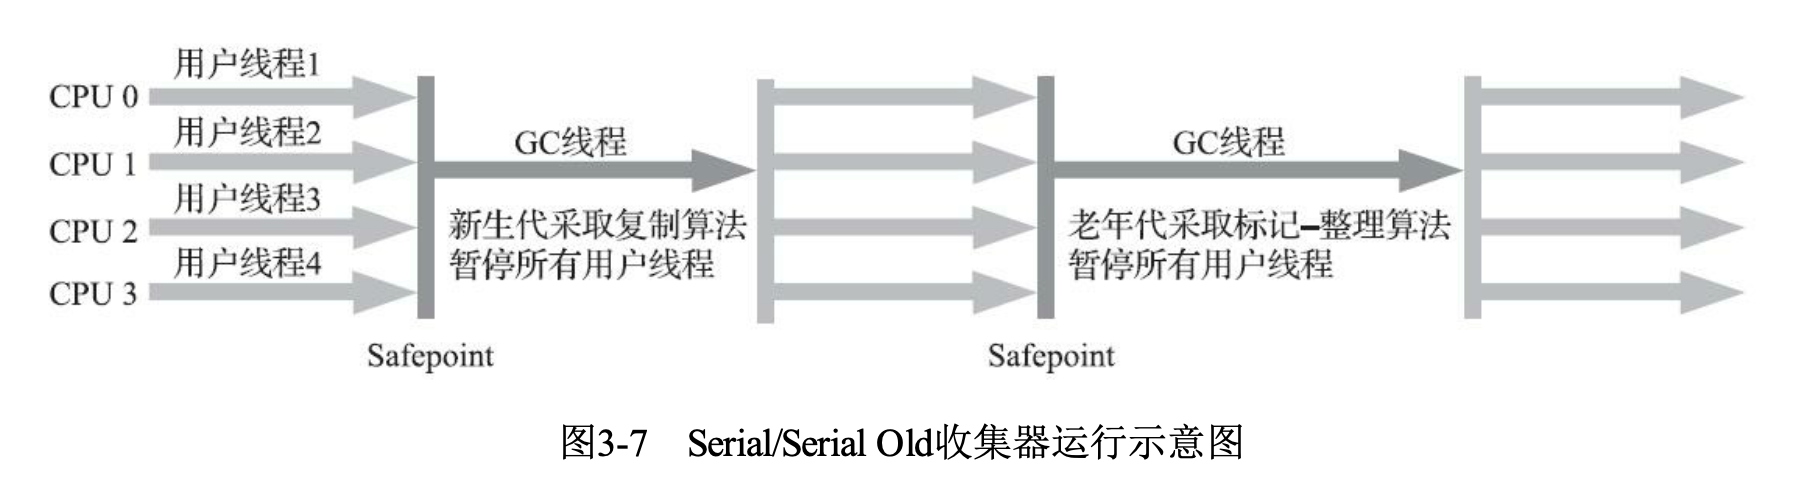 用户线程1
CPU 0
用户线程2
CPU 1
用户线程3
CPU 2
用户线程4
CPU 3
Safepoint
GC线程
新生代采取复制算法
暂停所有用户线程
Safepoint
GC线程
老年代采取标记–整理算法
暂停所有用户线程
图3-7 Serial/Serial Old收集器运行示意图